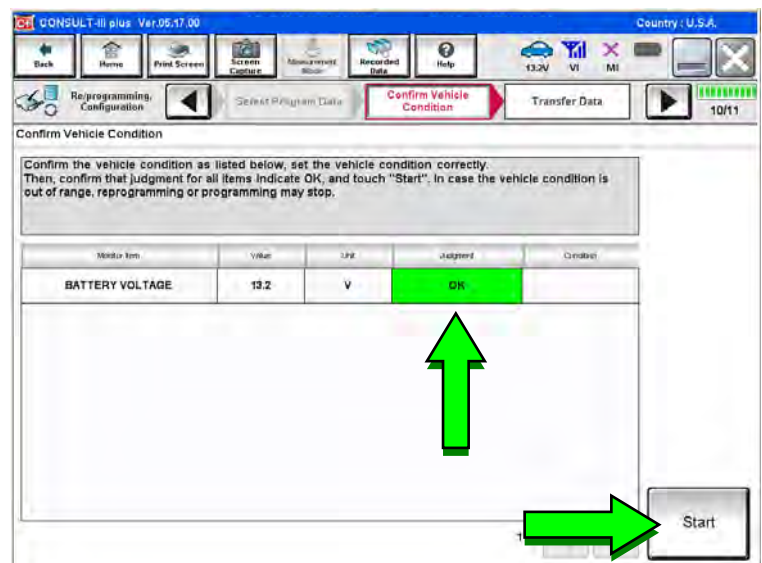 CONSULT-III plus Ver.05.17.00 Country : U.S.A.
Back Home Print Screen Screen Capture Measurement Mode Recorded Data Help 13.2V VI MI
Re/programming, Configuration Select Program Data Confirm Vehicle Condition Transfer Data 10/11
Confirm Vehicle Condition
Confirm the vehicle condition as listed below, set the vehicle condition correctly.
Then, confirm that judgment for all items indicate OK, and touch "Start". In case the vehicle condition is
out of range, reprogramming or programming may stop.
Monitor Item Value Unit Judgment Condition
BATTERY VOLTAGE 13.2 V OK
Start